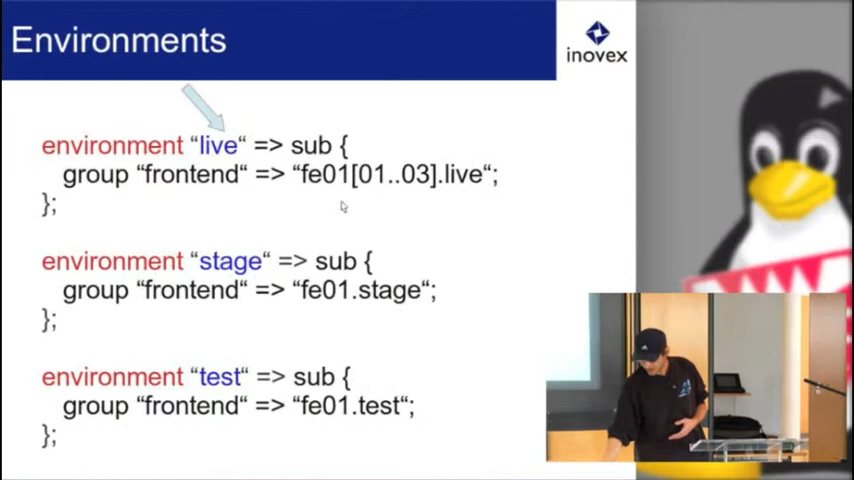 Environments
inovex
environment “live“ => sub {
group “frontend“ => “fe01[01..03].live“;
};
environment “stage“ => sub {
group “frontend“ => “fe01.stage“;
};
environment “test“ => sub {
group “frontend“ => “fe01.test“;
};